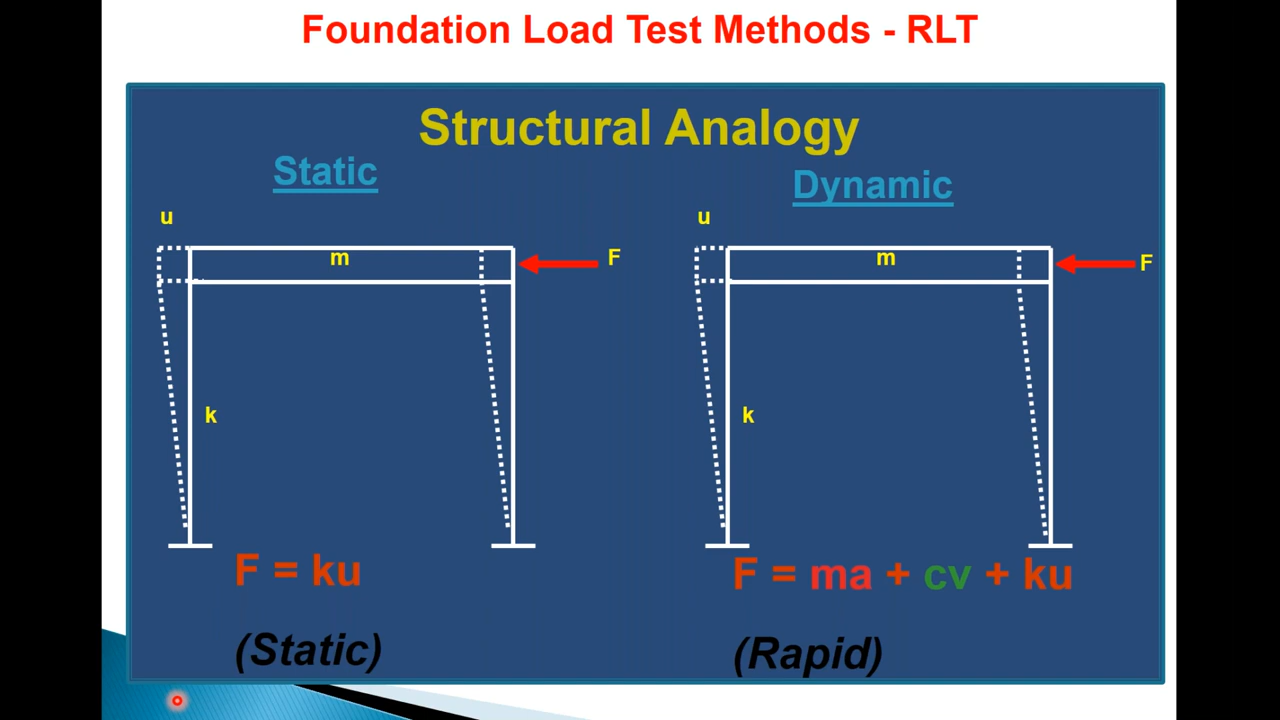 Foundation Load Test Methods - RLT
Structural Analogy
Static
u
m
F
k
F = ku
(Static)
Dynamic
u
m
F
k
F = ma + cv + ku
(Rapid)